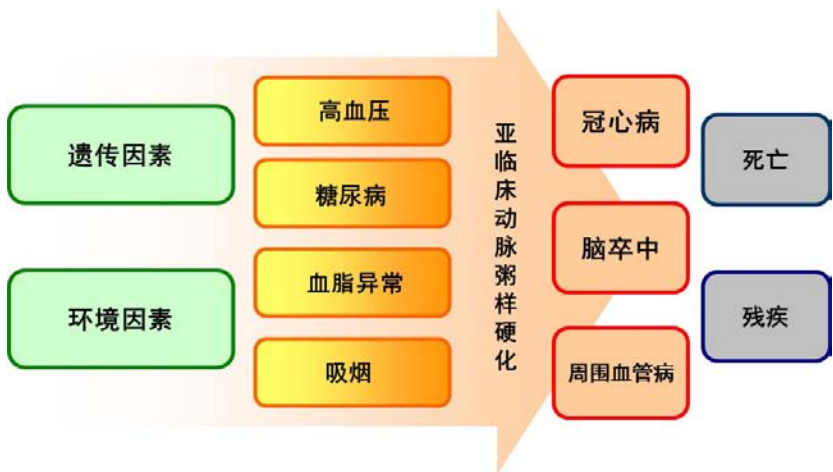 遗传因素
环境因素
高血压
糖尿病
血脂异常
吸烟
亚临床动脉粥样硬化
冠心病
脑卒中
周围血管病
死亡
残疾